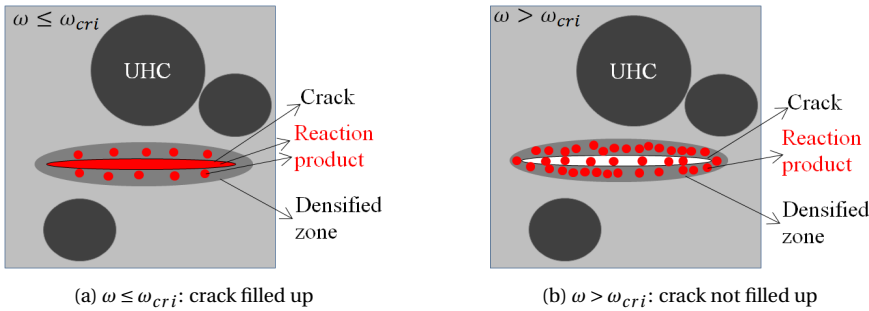 ω ≤ ω_cri
UHC
Crack
Reaction
product
Densified
zone
(a) ω ≤ ω_cri: crack filled up
ω > ω_cri
UHC
Crack
Reaction
product
Densified
zone
(b) ω > ω_cri: crack not filled up